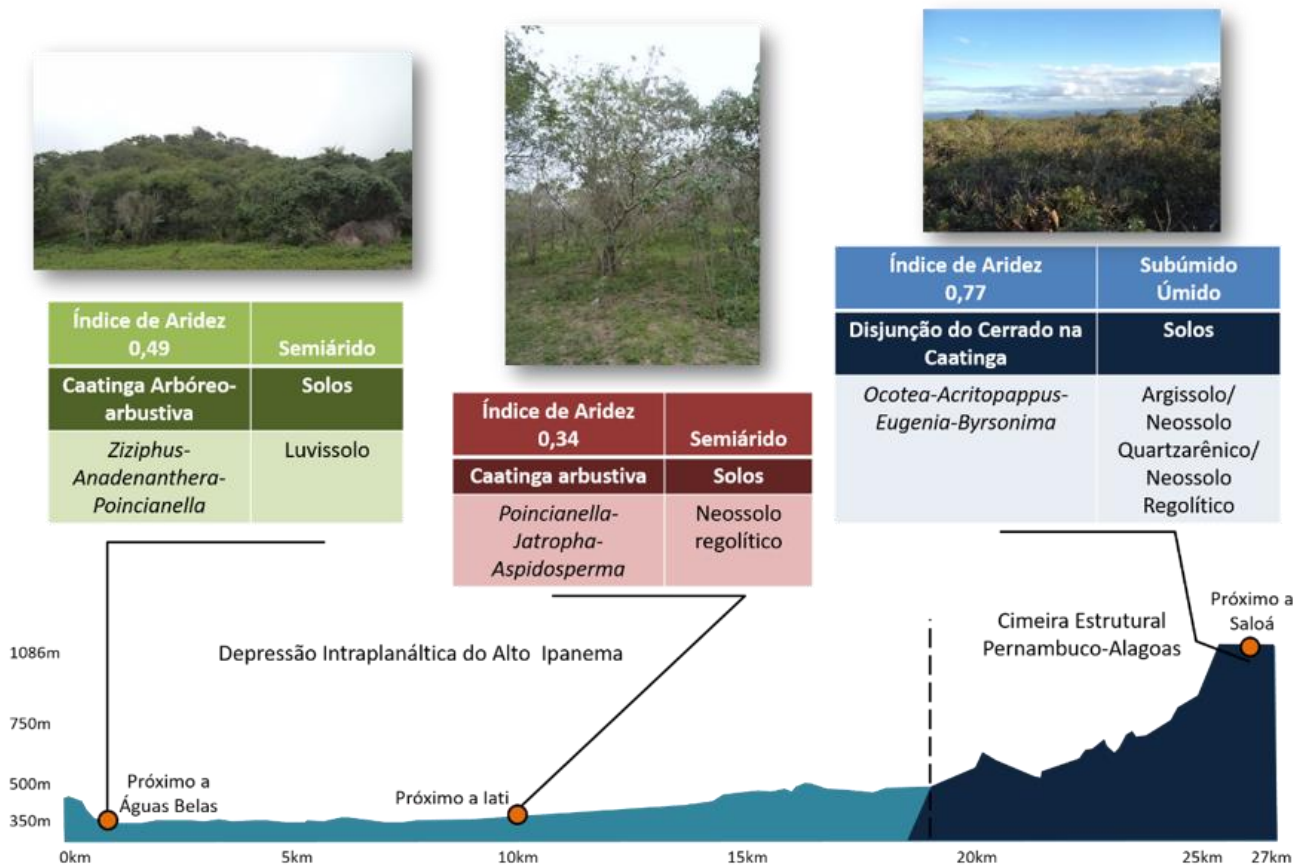 Índice de Aridez
0,49
Semiárido
Caatinga Arbóreo-
arbustiva
Solos
Ziziphus-
Anadenanthera-
Poincianella
Luvissolo
Índice de Aridez
0,34
Semiárido
Caatinga arbustiva
Solos
Poincianella-
Jatropha-
Aspidosperma
Neossolo
regolítico
Índice de Aridez
0,77
Subúmido
Úmido
Disjunção do Cerrado na
Caatinga
Solos
Ocotea-Acritopappus-
Eugenia-Byrsonima
Argissolo/
Neossolo
Quartzarênico/
Neossolo
Regolítico
Depressão Intraplanáltica do Alto Ipanema
Cimeira Estrutural
Pernambuco-Alagoas
Próximo a
Saloá
1086m
750m
500m
350m
Próximo a
Águas Belas
Próximo a Iati
0km
5km
10km
15km
20km
25km
27km